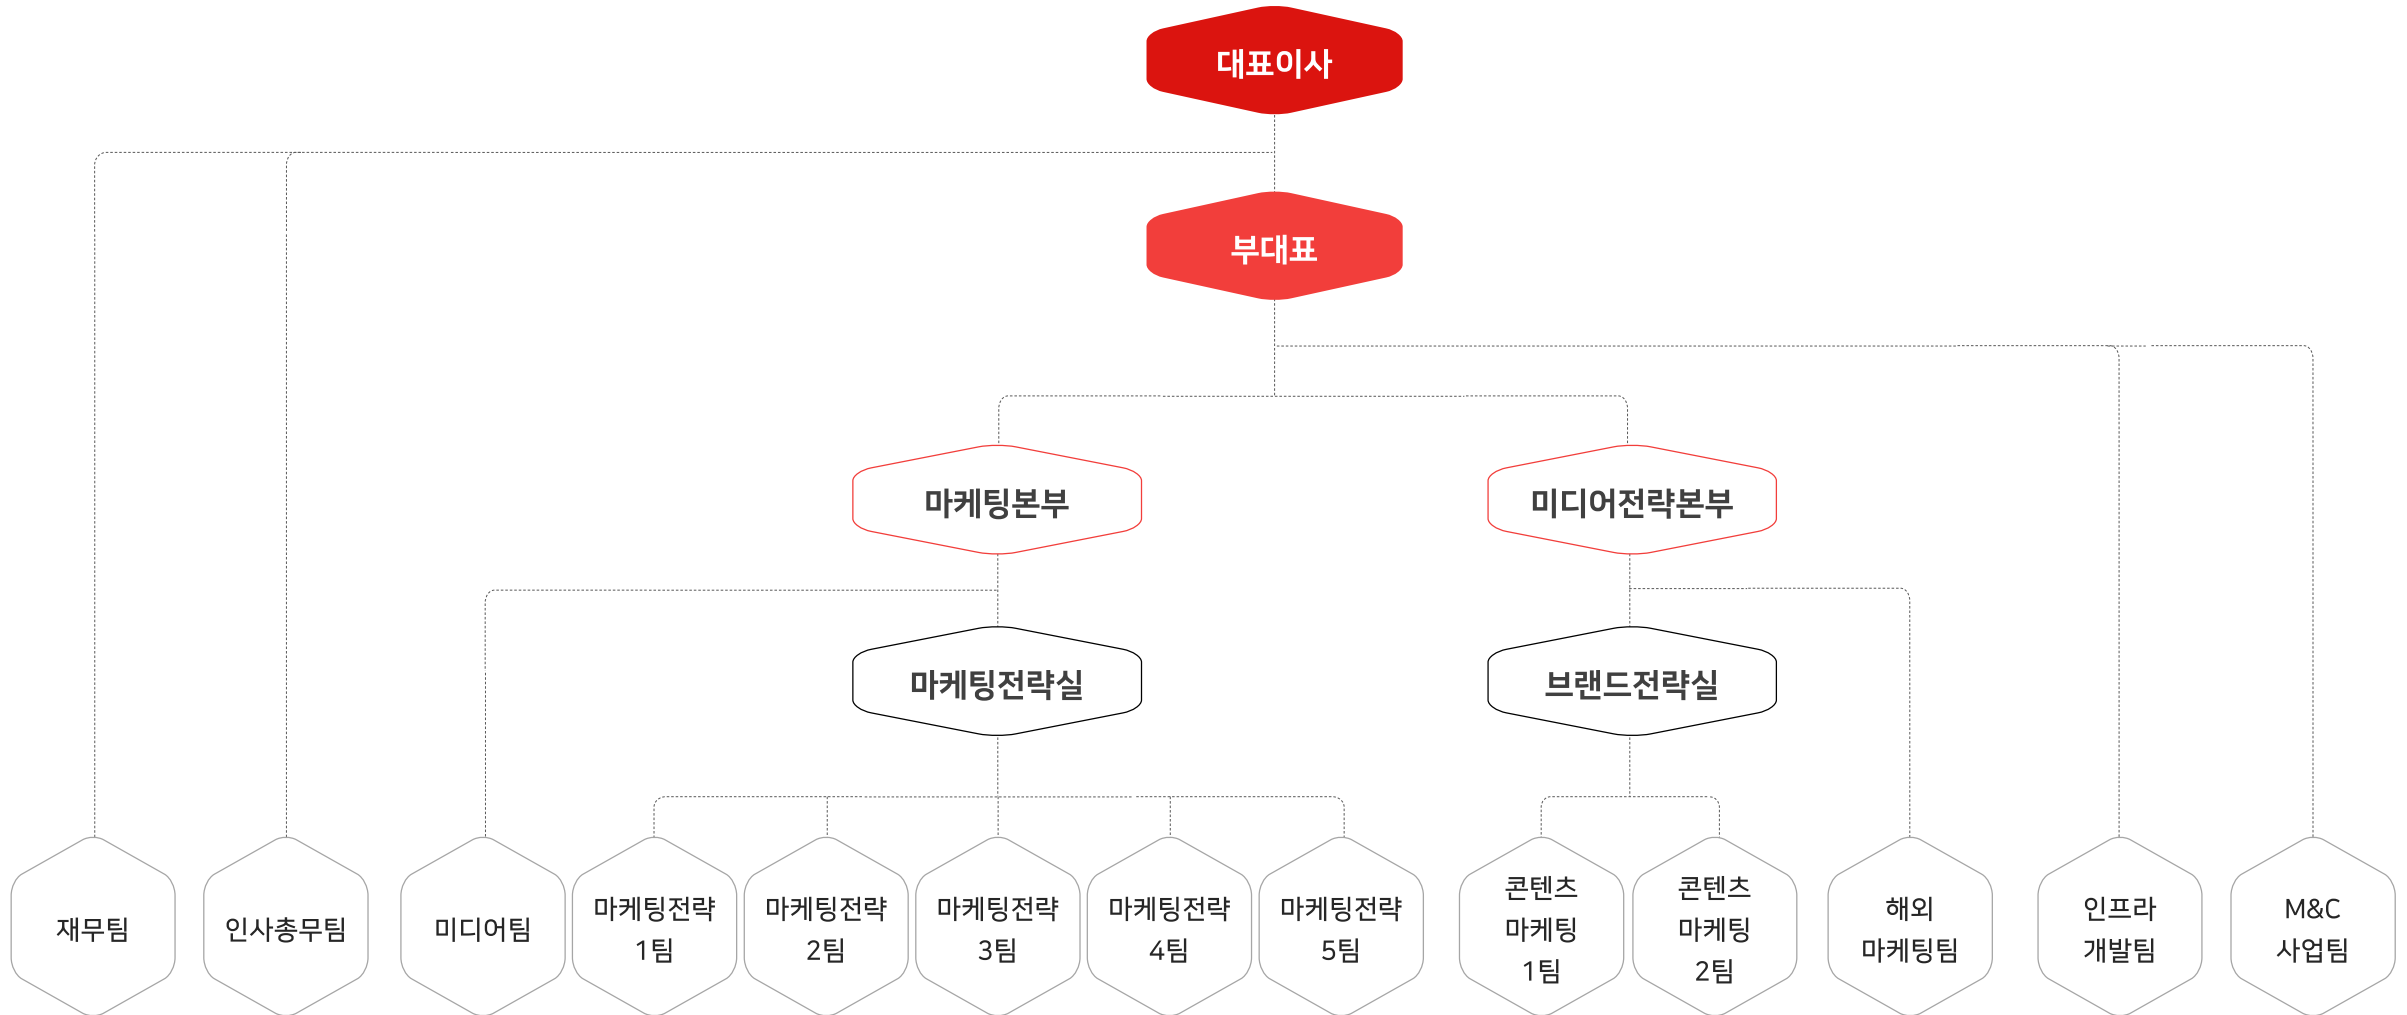 대표이사
부대표
마케팅본부
미디어전략본부
마케팅전략실
브랜드전략실
재무팀
인사총무팀
미디어팀
마케팅전략
1팀
마케팅전략
2팀
마케팅전략
3팀
마케팅전략
4팀
마케팅전략
5팀
콘텐츠
마케팅
1팀
콘텐츠
마케팅
2팀
해외
마케팅팀
인프라
개발팀
M&C
사업팀